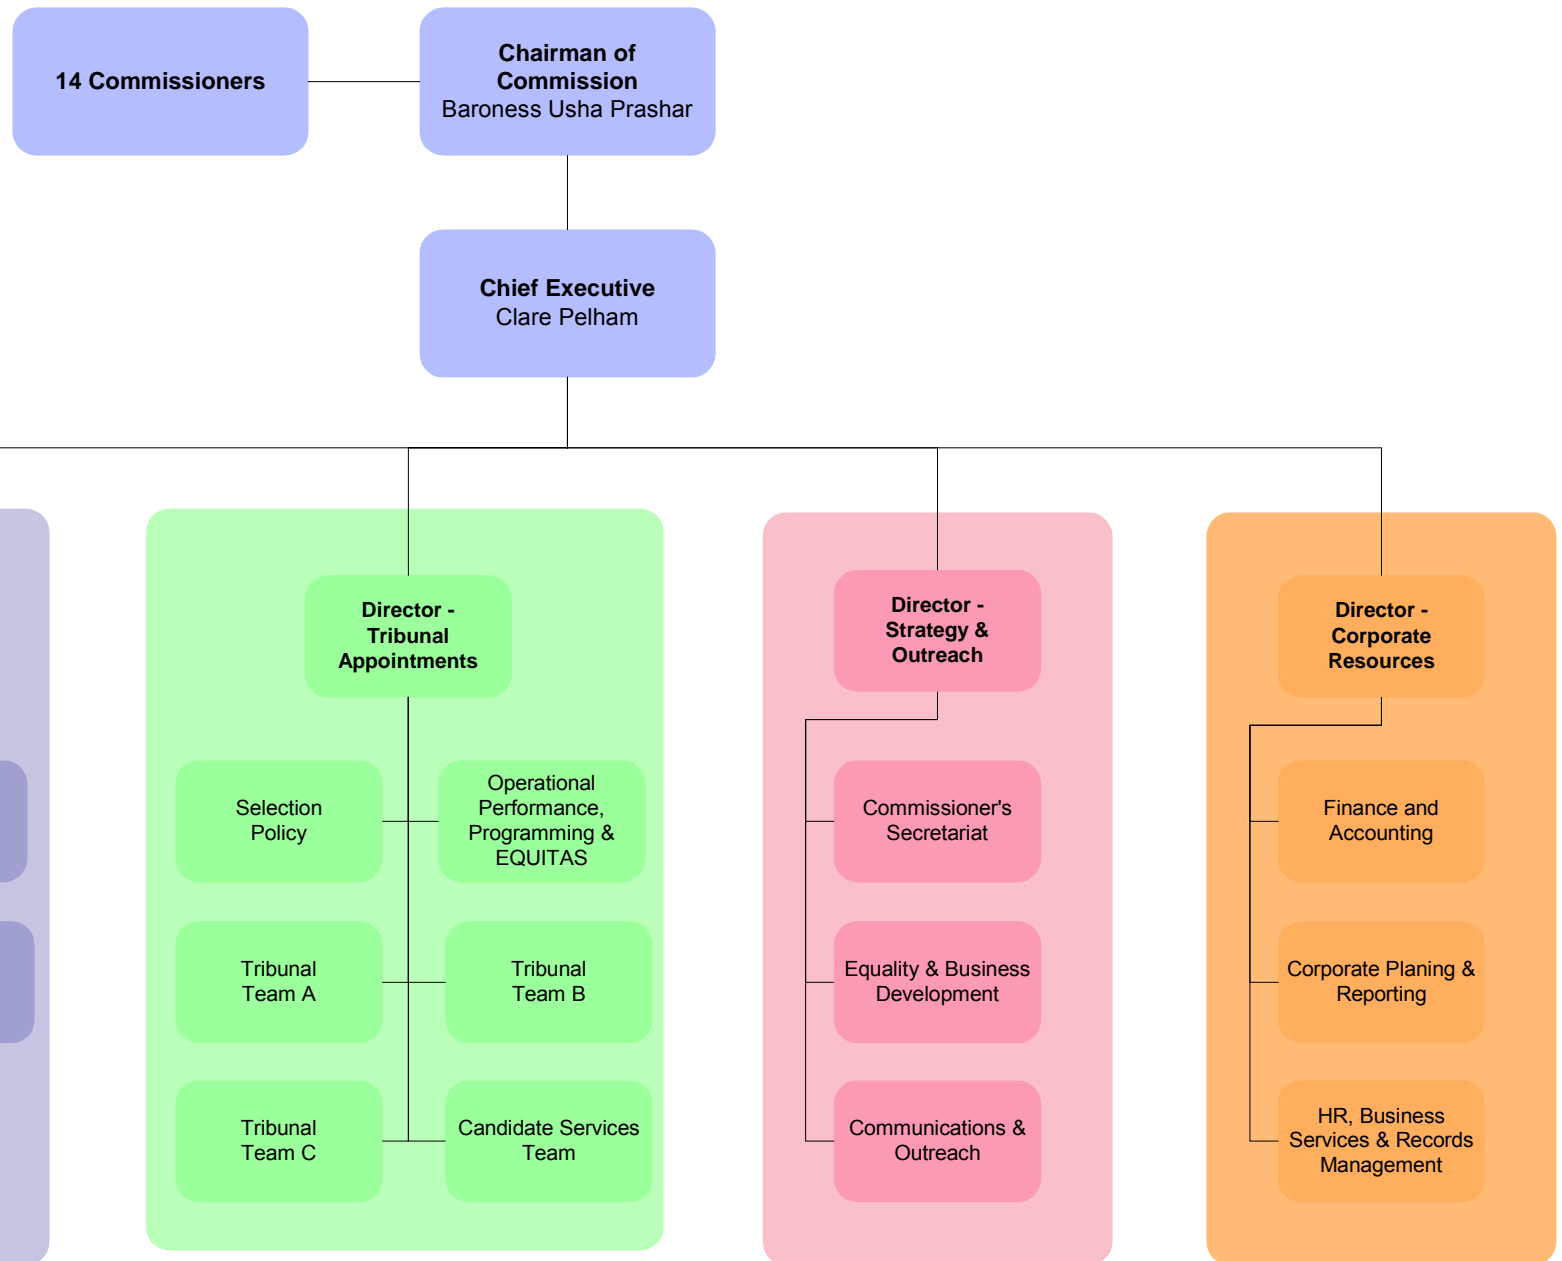 14 Commissioners
Chairman of
Commission
Baroness Usha Prashar
Chief Executive
Clare Pelham
Director -
Tribunal
Appointments
Selection
Policy
Operational
Performance,
Programming &
EQUITAS
Tribunal
Team A
Tribunal
Team B
Tribunal
Team C
Candidate Services
Team
Director -
Strategy &
Outreach
Commissioner's
Secretariat
Equality & Business
Development
Communications &
Outreach
Director -
Corporate
Resources
Finance and
Accounting
Corporate Planing &
Reporting
HR, Business
Services & Records
Management